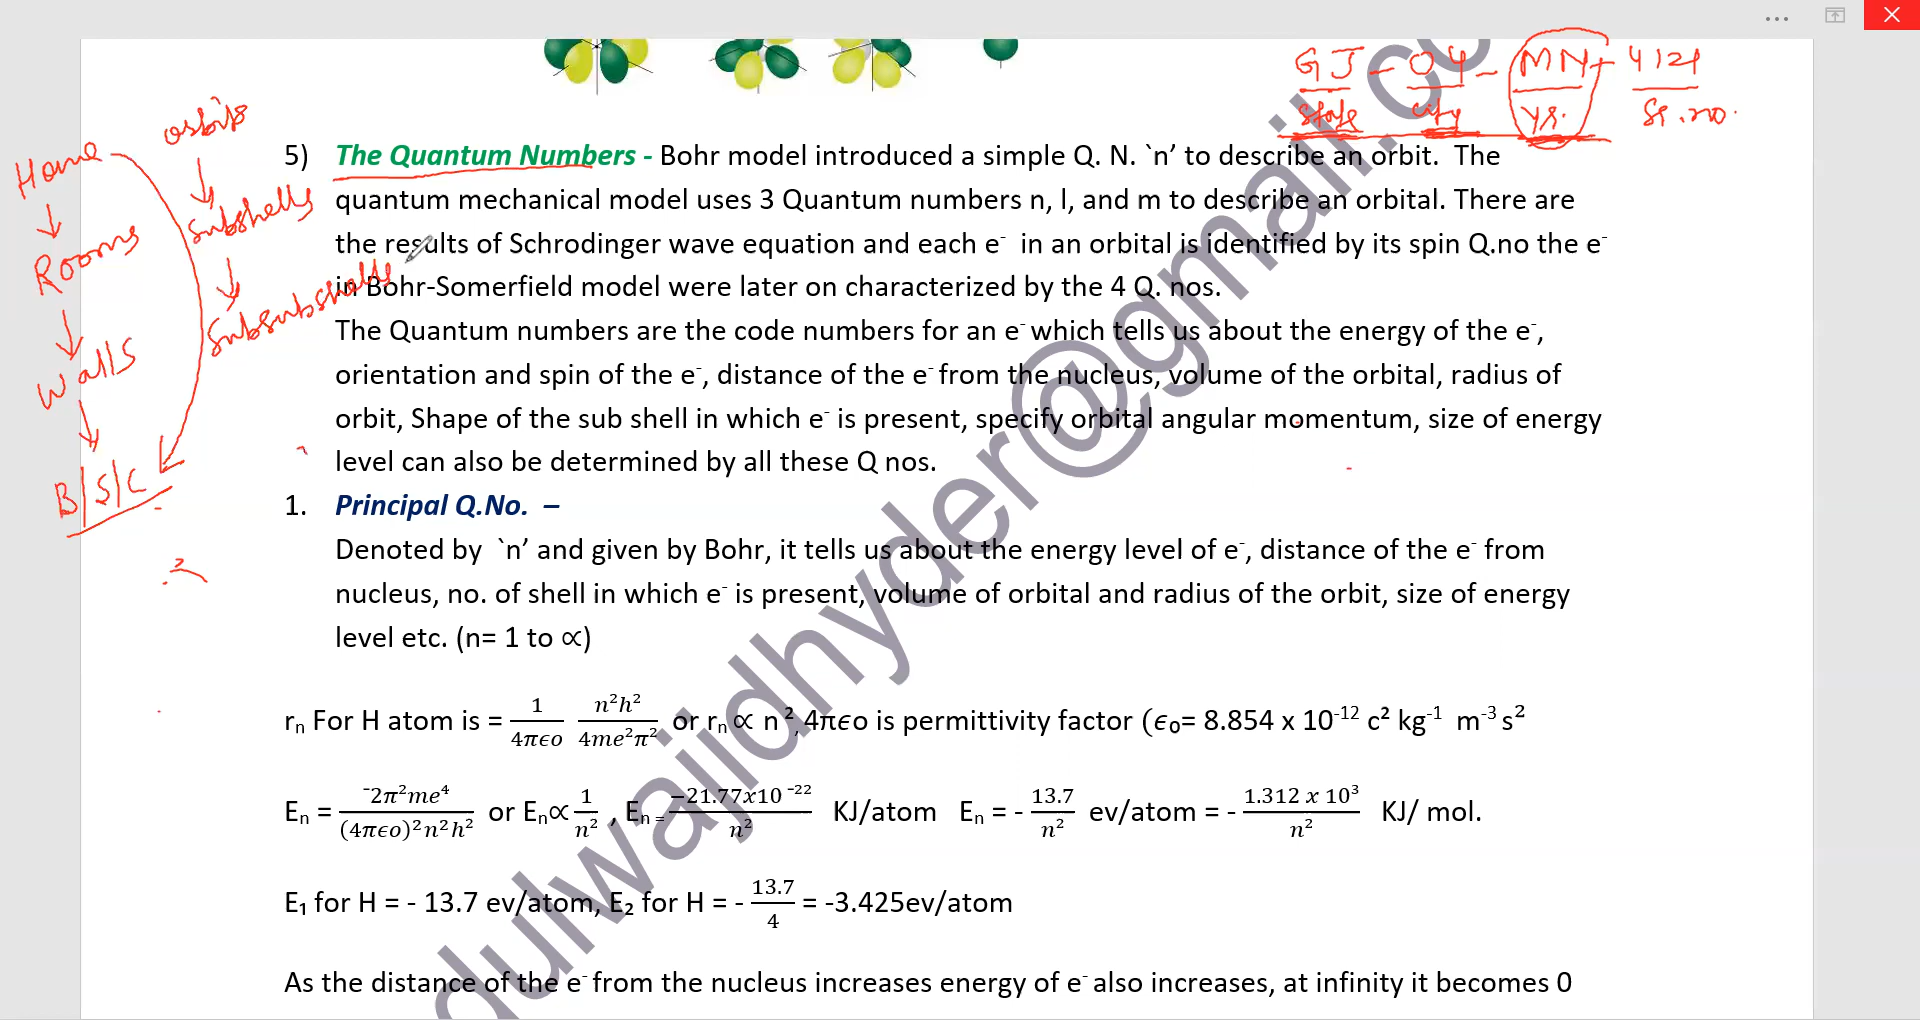 GJ - 04 - MN - 4121
State City Yr. Sr.no.
orbits
Home
Subshells
Rooms
Subsubshells
Walls
B/S/C
5) The Quantum Numbers - Bohr model introduced a simple Q. N. `n’ to describe an orbit. The
quantum mechanical model uses 3 Quantum numbers n, l, and m to describe an orbital. There are
the results of Schrodinger wave equation and each e⁻ in an orbital is identified by its spin Q.no the e⁻
in Bohr-Somerfield model were later on characterized by the 4 Q. nos.
The Quantum numbers are the code numbers for an e⁻ which tells us about the energy of the e⁻,
orientation and spin of the e⁻, distance of the e⁻ from the nucleus, volume of the orbital, radius of
orbit, Shape of the sub shell in which e⁻ is present, specify orbital angular momentum, size of energy
level can also be determined by all these Q nos.
1. Principal Q.No. –
Denoted by `n’ and given by Bohr, it tells us about the energy level of e⁻, distance of the e⁻ from
nucleus, no. of shell in which e⁻ is present, volume of orbital and radius of the orbit, size of energy
level etc. (n= 1 to ∝)
rₙ For H atom is = 1/4πϵo n²h²/4me²π² or rₙ ∝ n², 4πϵo is permittivity factor (ϵ₀= 8.854 x 10⁻¹² c² kg⁻¹ m⁻³ s²
Eₙ = ⁻2π²me⁴/(4πϵo)²n²h² or Eₙ∝ 1/n² , Eₙ = −21.77x10⁻²²/n² KJ/atom Eₙ = - 13.7/n² ev/atom = - 1.312 x 10³/n² KJ/ mol.
E₁ for H = - 13.7 ev/atom, E₂ for H = - 13.7/4 = -3.425ev/atom
As the distance of the e⁻ from the nucleus increases energy of e⁻ also increases, at infinity it becomes 0
dulwajidhyder@gmail.co